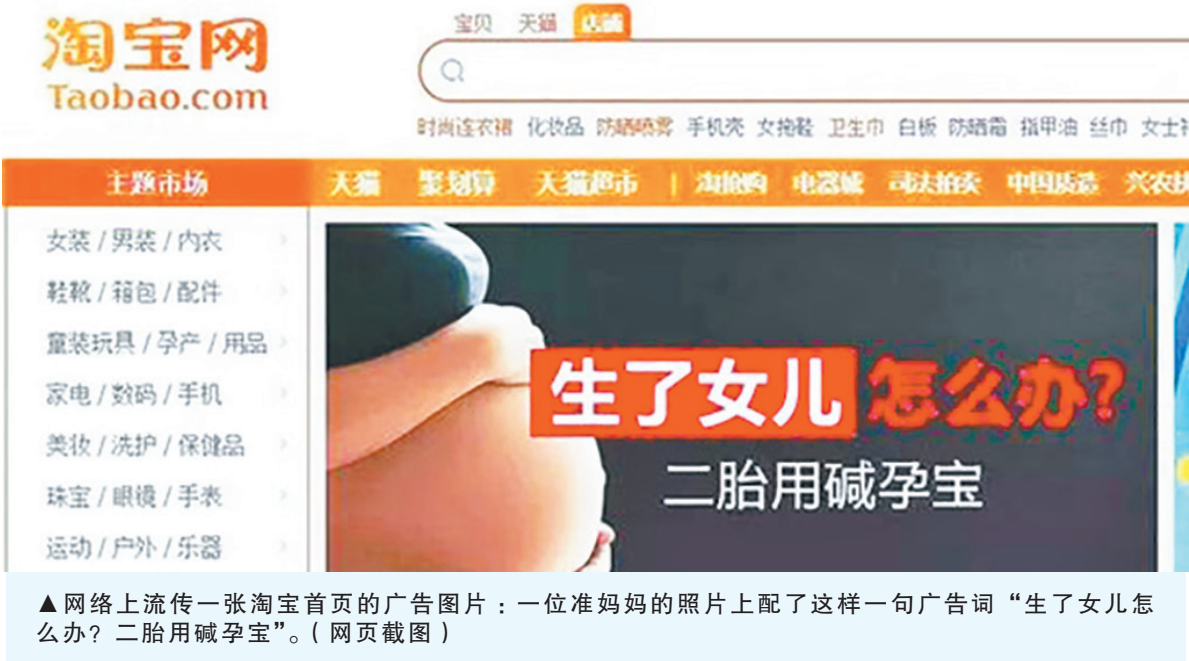 淘宝网
Taobao.com
宝贝 天猫 店铺
时尚连衣裙 化妆品 防晒喷雾 手机壳 女拖鞋 卫生巾 白板 防晒霜 指甲油 丝巾 女士
主题市场 天猫 聚划算 天猫超市 | 淘抢购 电器城 司法拍卖 中国质造 兴农
女装 / 男装 / 内衣
鞋靴 / 箱包 / 配件
童装玩具 / 孕产 / 用品
家电 / 数码 / 手机
美妆 / 洗护 / 保健品
珠宝 / 眼镜 / 手表
运动 / 户外 / 乐器
生了女儿怎么办?
二胎用碱孕宝
▲网络上流传一张淘宝首页的广告图片：一位准妈妈的照片上配了这样一句广告词“生了女儿怎
么办？二胎用碱孕宝”。（网页截图）